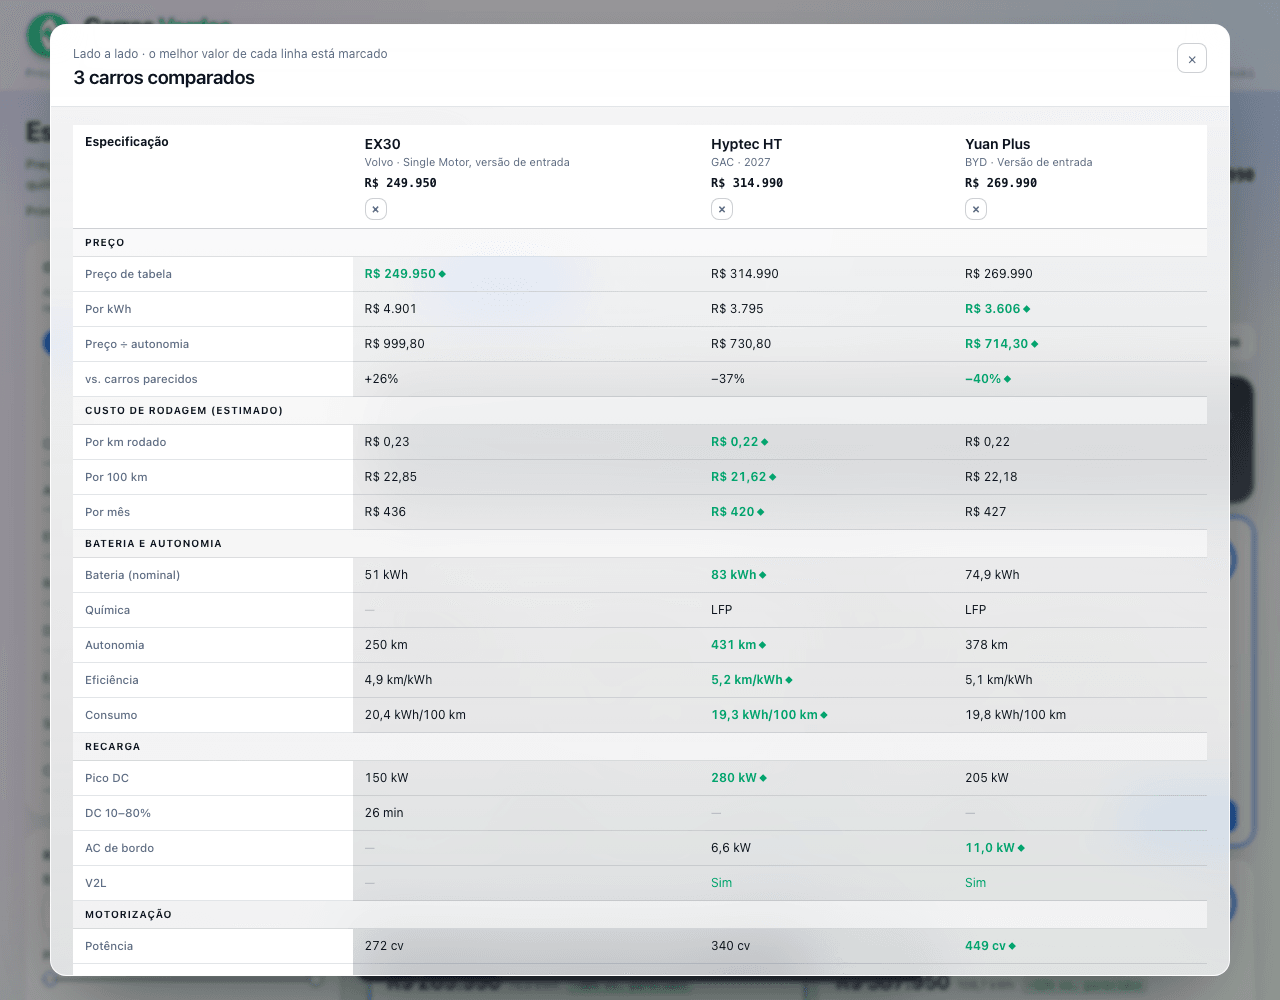 Lado a lado · o melhor valor de cada linha está marcado
3 carros comparados
×
Especificação
EX30
Volvo · Single Motor, versão de entrada
R$ 249.950
×
Hyptec HT
GAC · 2027
R$ 314.990
×
Yuan Plus
BYD · Versão de entrada
R$ 269.990
×
PREÇO
Preço de tabela R$ 249.950 ◆ R$ 314.990 R$ 269.990
Por kWh R$ 4.901 R$ 3.795 R$ 3.606 ◆
Preço ÷ autonomia R$ 999,80 R$ 730,80 R$ 714,30 ◆
vs. carros parecidos +26% −37% −40% ◆
CUSTO DE RODAGEM (ESTIMADO)
Por km rodado R$ 0,23 R$ 0,22 ◆ R$ 0,22
Por 100 km R$ 22,85 R$ 21,62 ◆ R$ 22,18
Por mês R$ 436 R$ 420 ◆ R$ 427
BATERIA E AUTONOMIA
Bateria (nominal) 51 kWh 83 kWh ◆ 74,9 kWh
Química — LFP LFP
Autonomia 250 km 431 km ◆ 378 km
Eficiência 4,9 km/kWh 5,2 km/kWh ◆ 5,1 km/kWh
Consumo 20,4 kWh/100 km 19,3 kWh/100 km ◆ 19,8 kWh/100 km
RECARGA
Pico DC 150 kW 280 kW ◆ 205 kW
DC 10–80% 26 min — —
AC de bordo — 6,6 kW 11,0 kW ◆
V2L — Sim Sim
MOTORIZAÇÃO
Potência 272 cv 340 cv 449 cv ◆